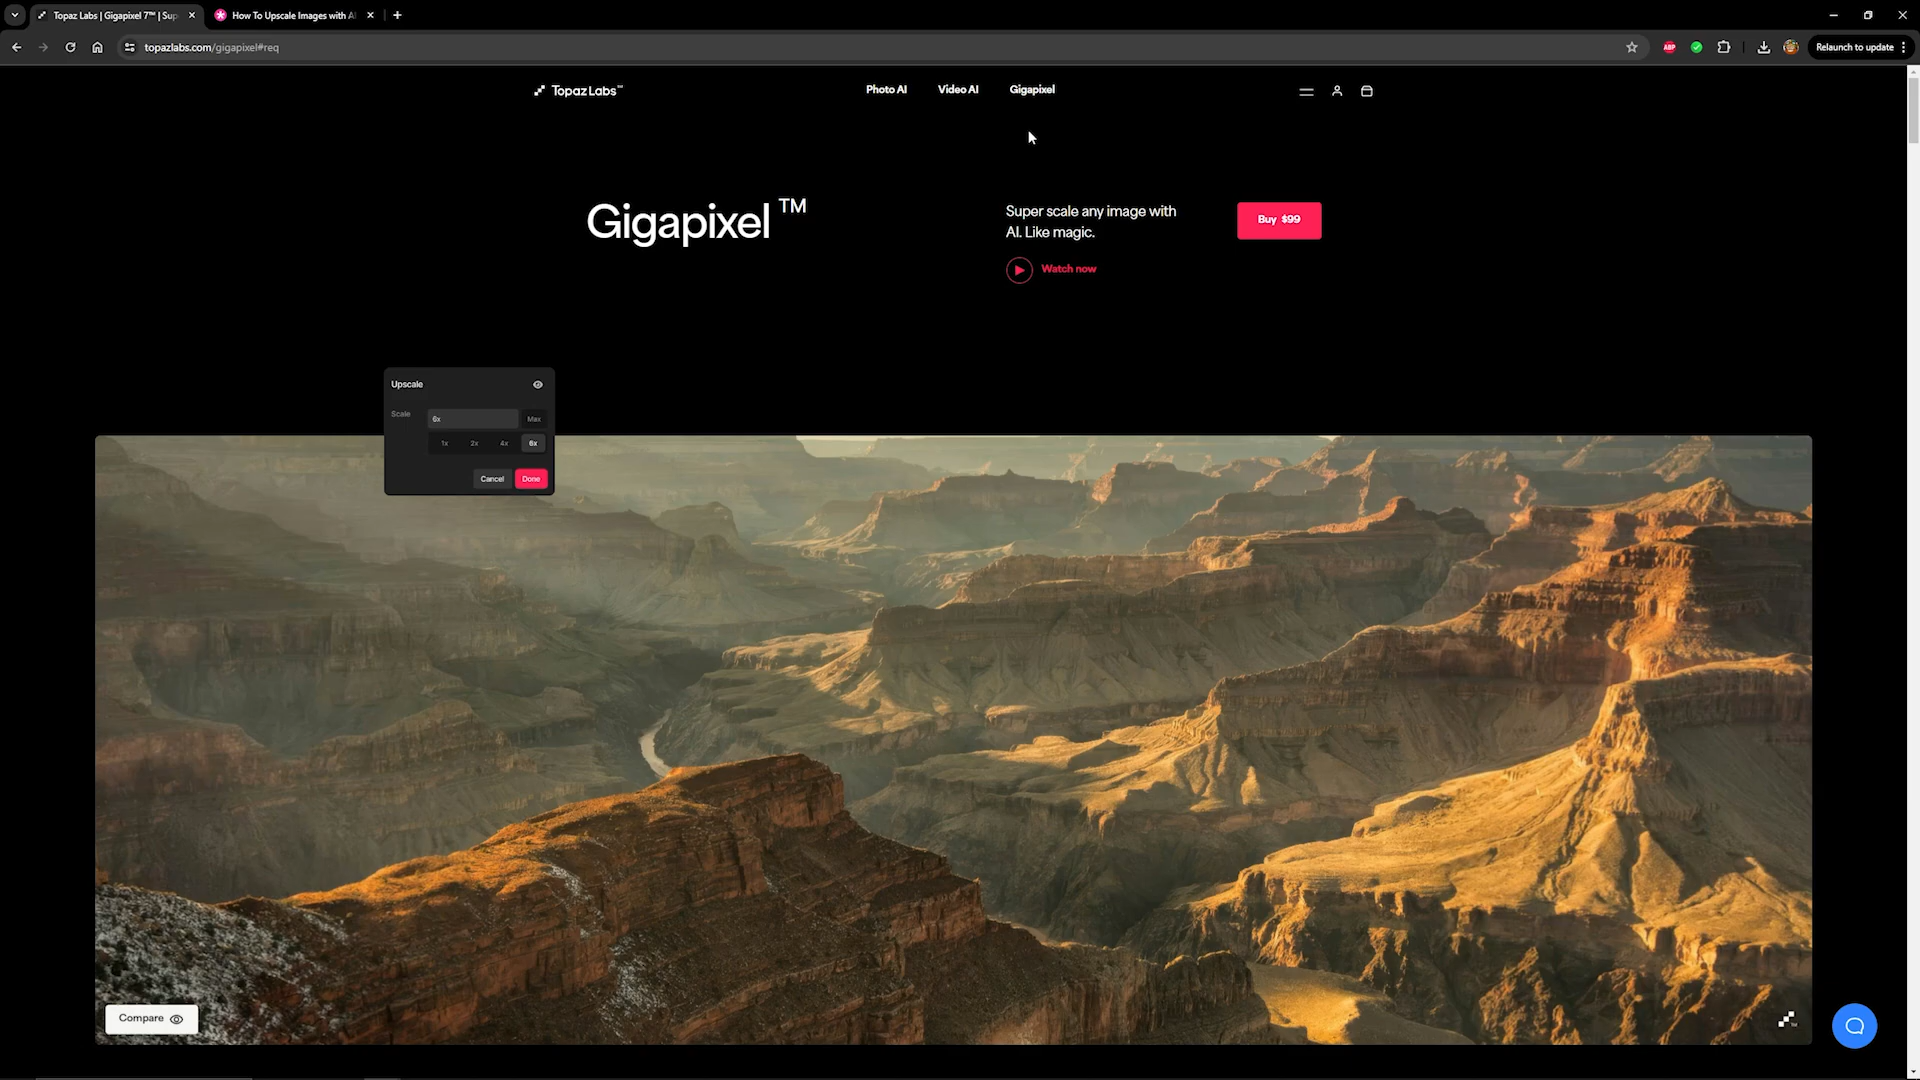 Topaz Labs | Gigapixel 7™ | Sup
How To Upscale Images with AI
topazlabs.com/gigapixel#req
ABP
Relaunch to update
Topaz Labs™
Photo AI
Video AI
Gigapixel
Gigapixel™
Super scale any image with
AI. Like magic.
Buy $99
Watch now
Upscale
Scale
6x
Max
1x
2x
4x
6x
Cancel
Done
Compare